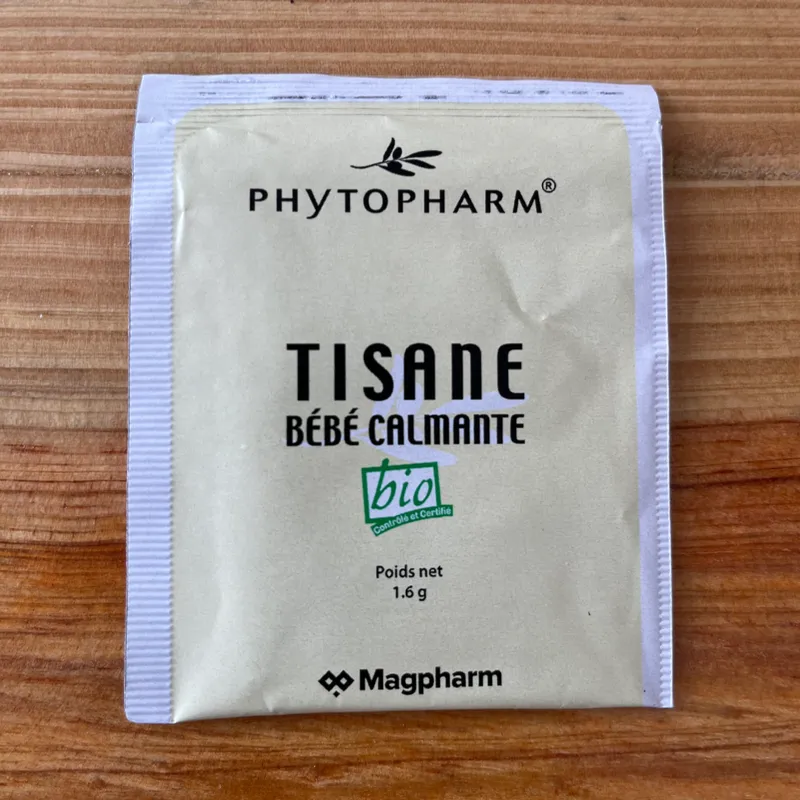 PHYTOPHARM®
TISANE
BÉBÉ CALMANTE
bio
Contrôlé et Certifié
Poids net
1.6 g
Magpharm